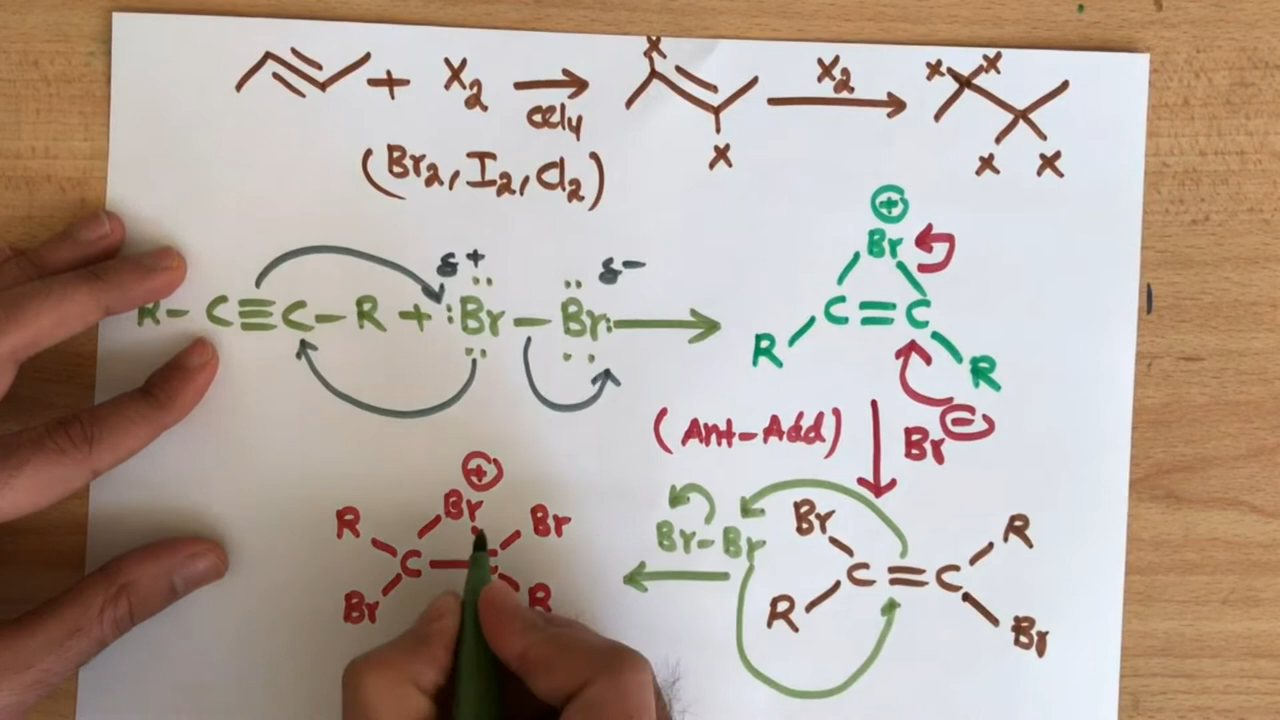 + X2 → X X X2 → X X X X
CCl4
(Br2, I2, Cl2)
R-C≡C-R + :Br-Br: → δ+ δ-
⊕
Br
C=C
R R
(Ant-Add) Br ⊖
⊕
R Br Br
C-C
Br R
Br-Br ←
Br R
C=C
R Br